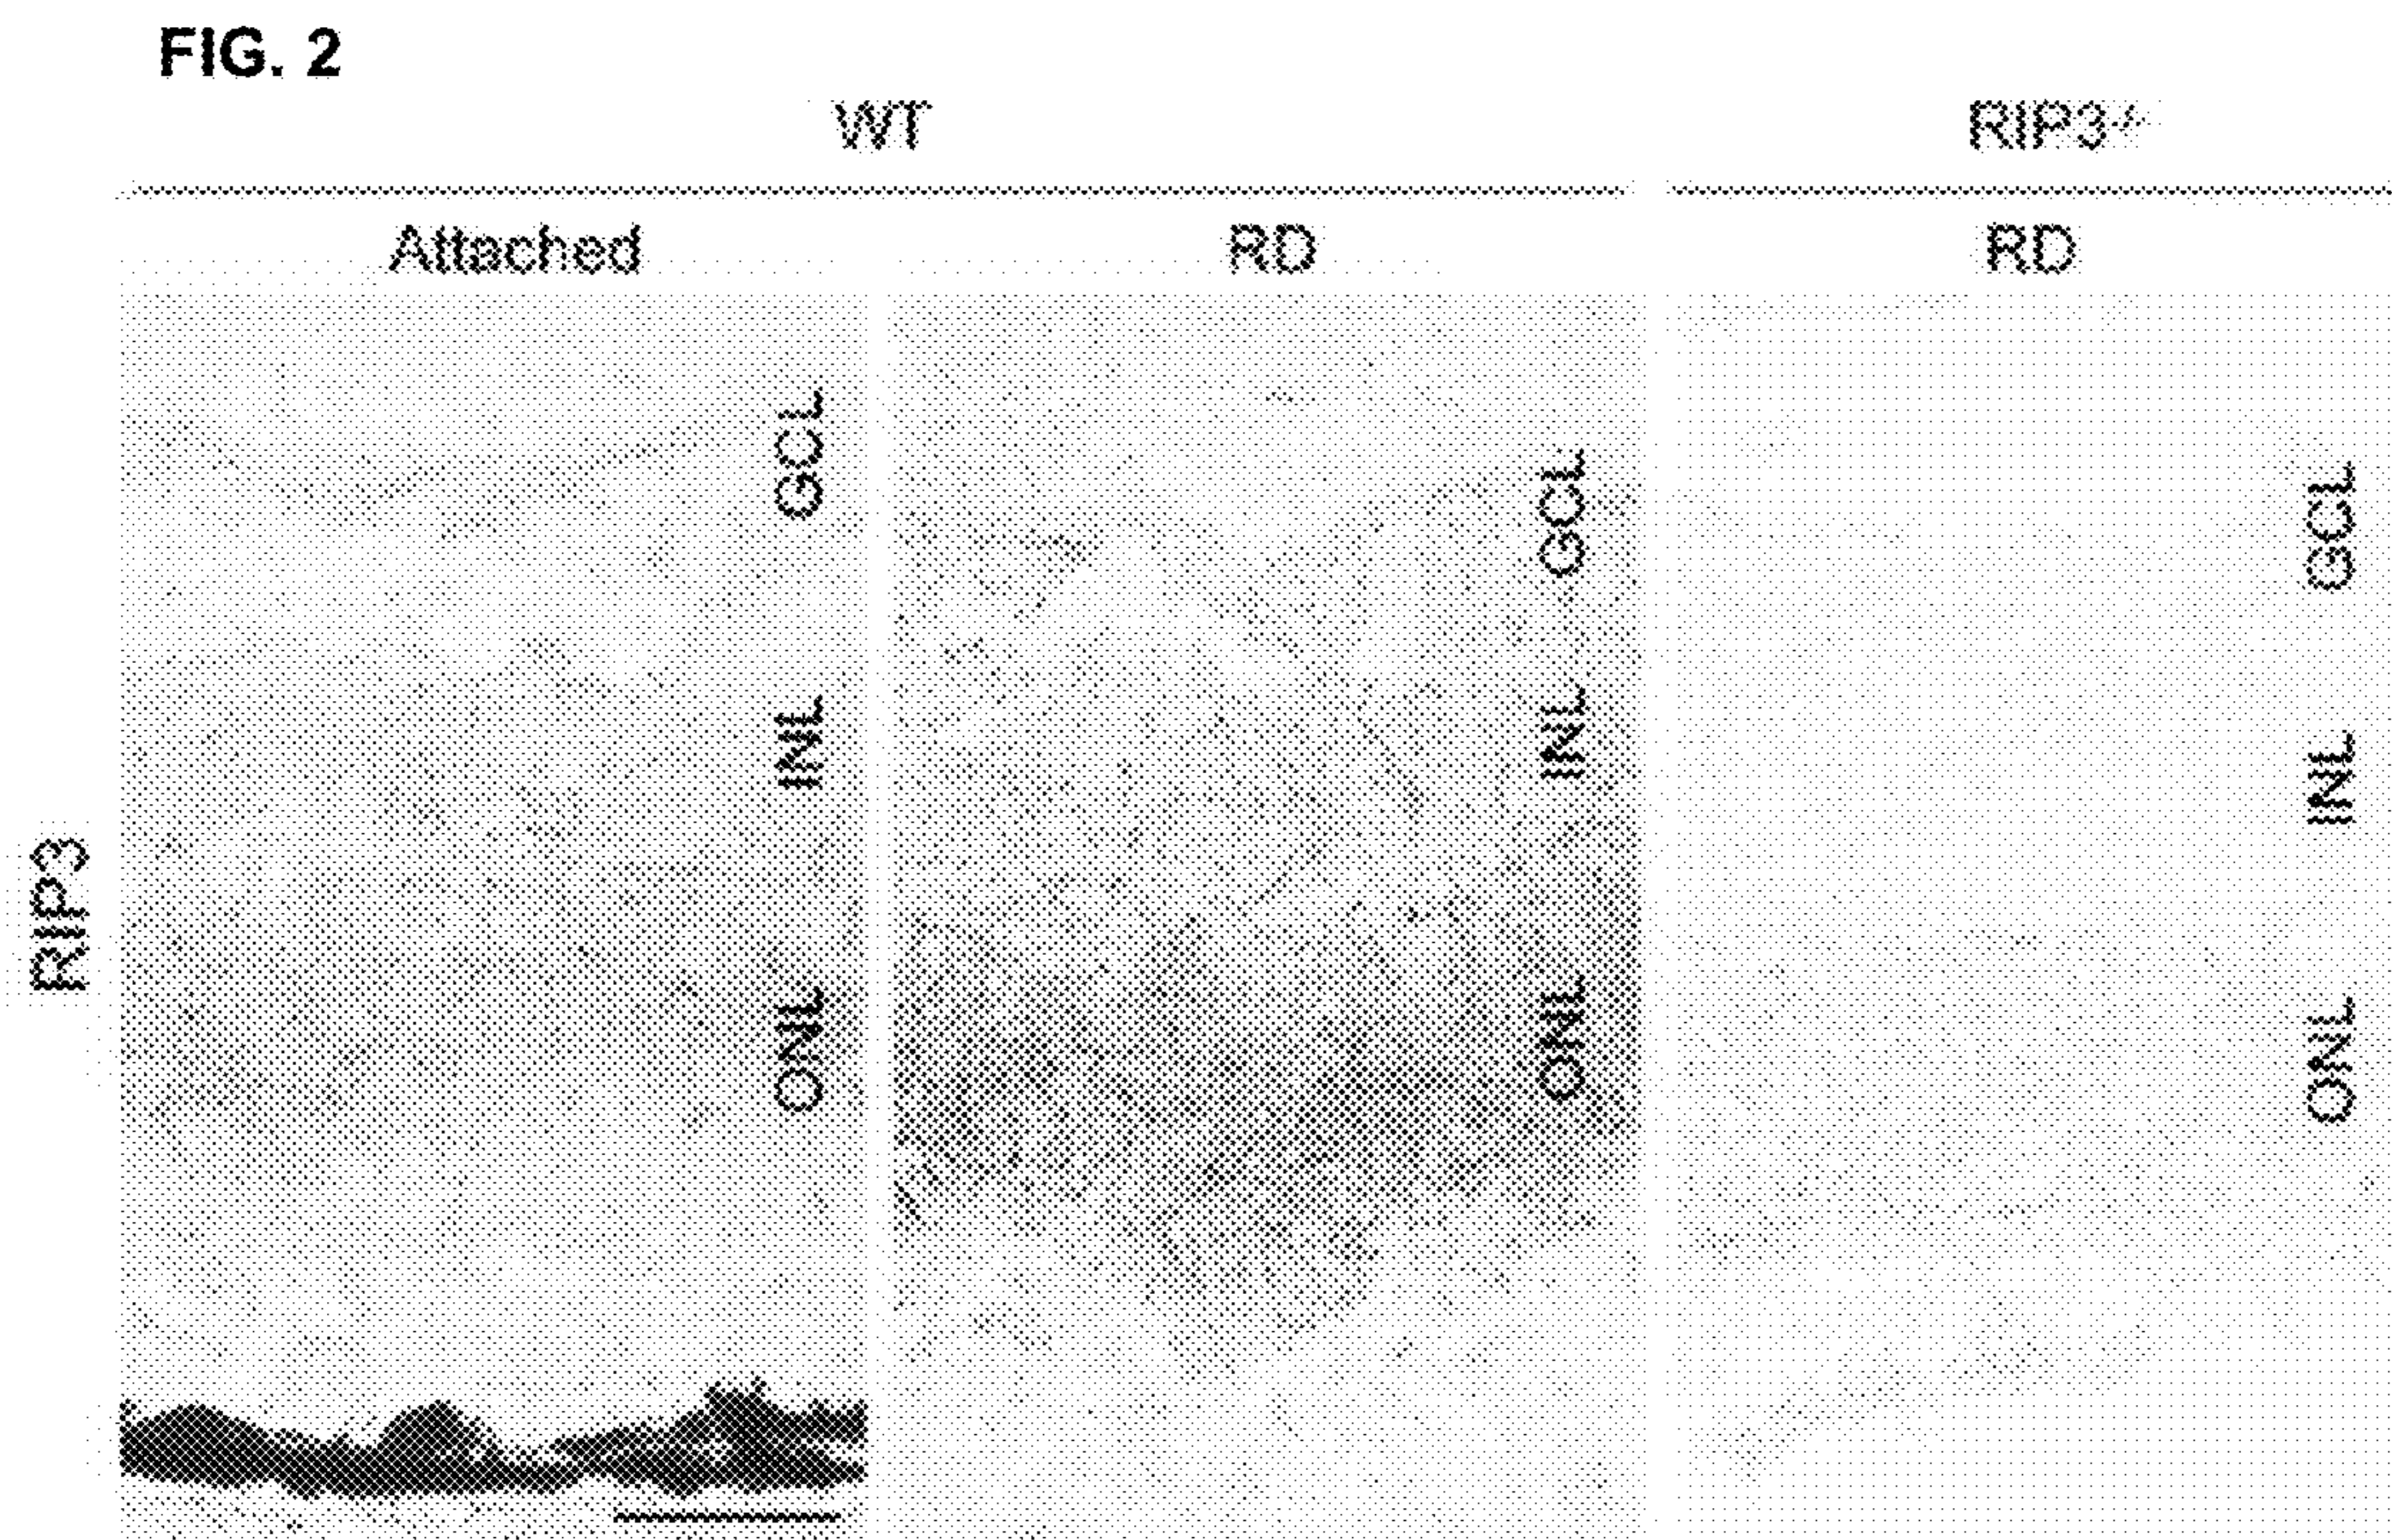 FIG. 2
WT
RIP3-/-
Attached
RD
RD
RIP3
GCL
INL
ONL
GCL
INL
ONL
GCL
INL
ONL